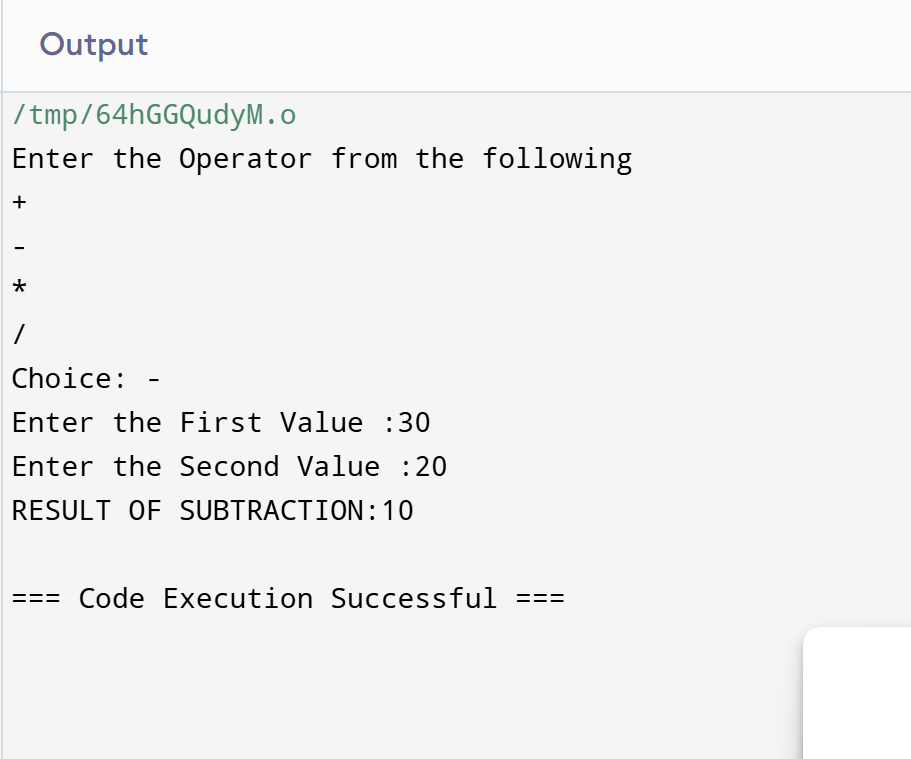 Output
/tmp/64hGGQudyM.o
Enter the Operator from the following
+
-
*
/
Choice: -
Enter the First Value :30
Enter the Second Value :20
RESULT OF SUBTRACTION:10
=== Code Execution Successful ===